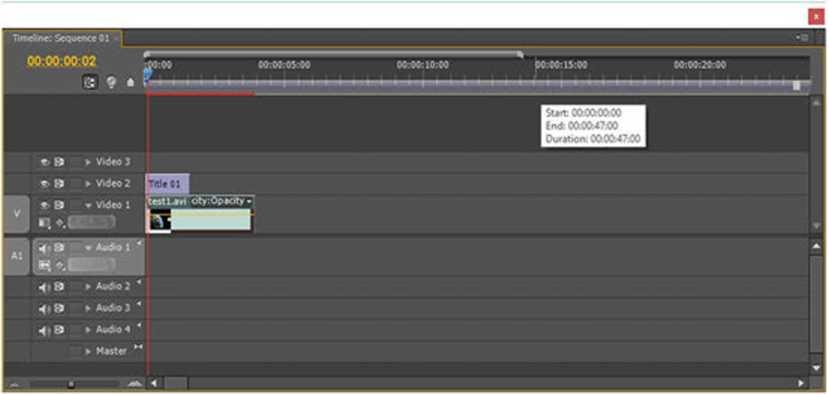 Timeline: Sequence 01
00:00:00:02
:00:00 00:00:05:00 00:00:10:00 00:00:15:00 00:00:20:00
Start: 00:00:00:00
End: 00:00:47:00
Duration: 00:00:47:00
Video 3
Video 2 Title 01
V Video 1 test1.avi city:Opacity
A1 Audio 1
Audio 2
Audio 3
Audio 4
Master